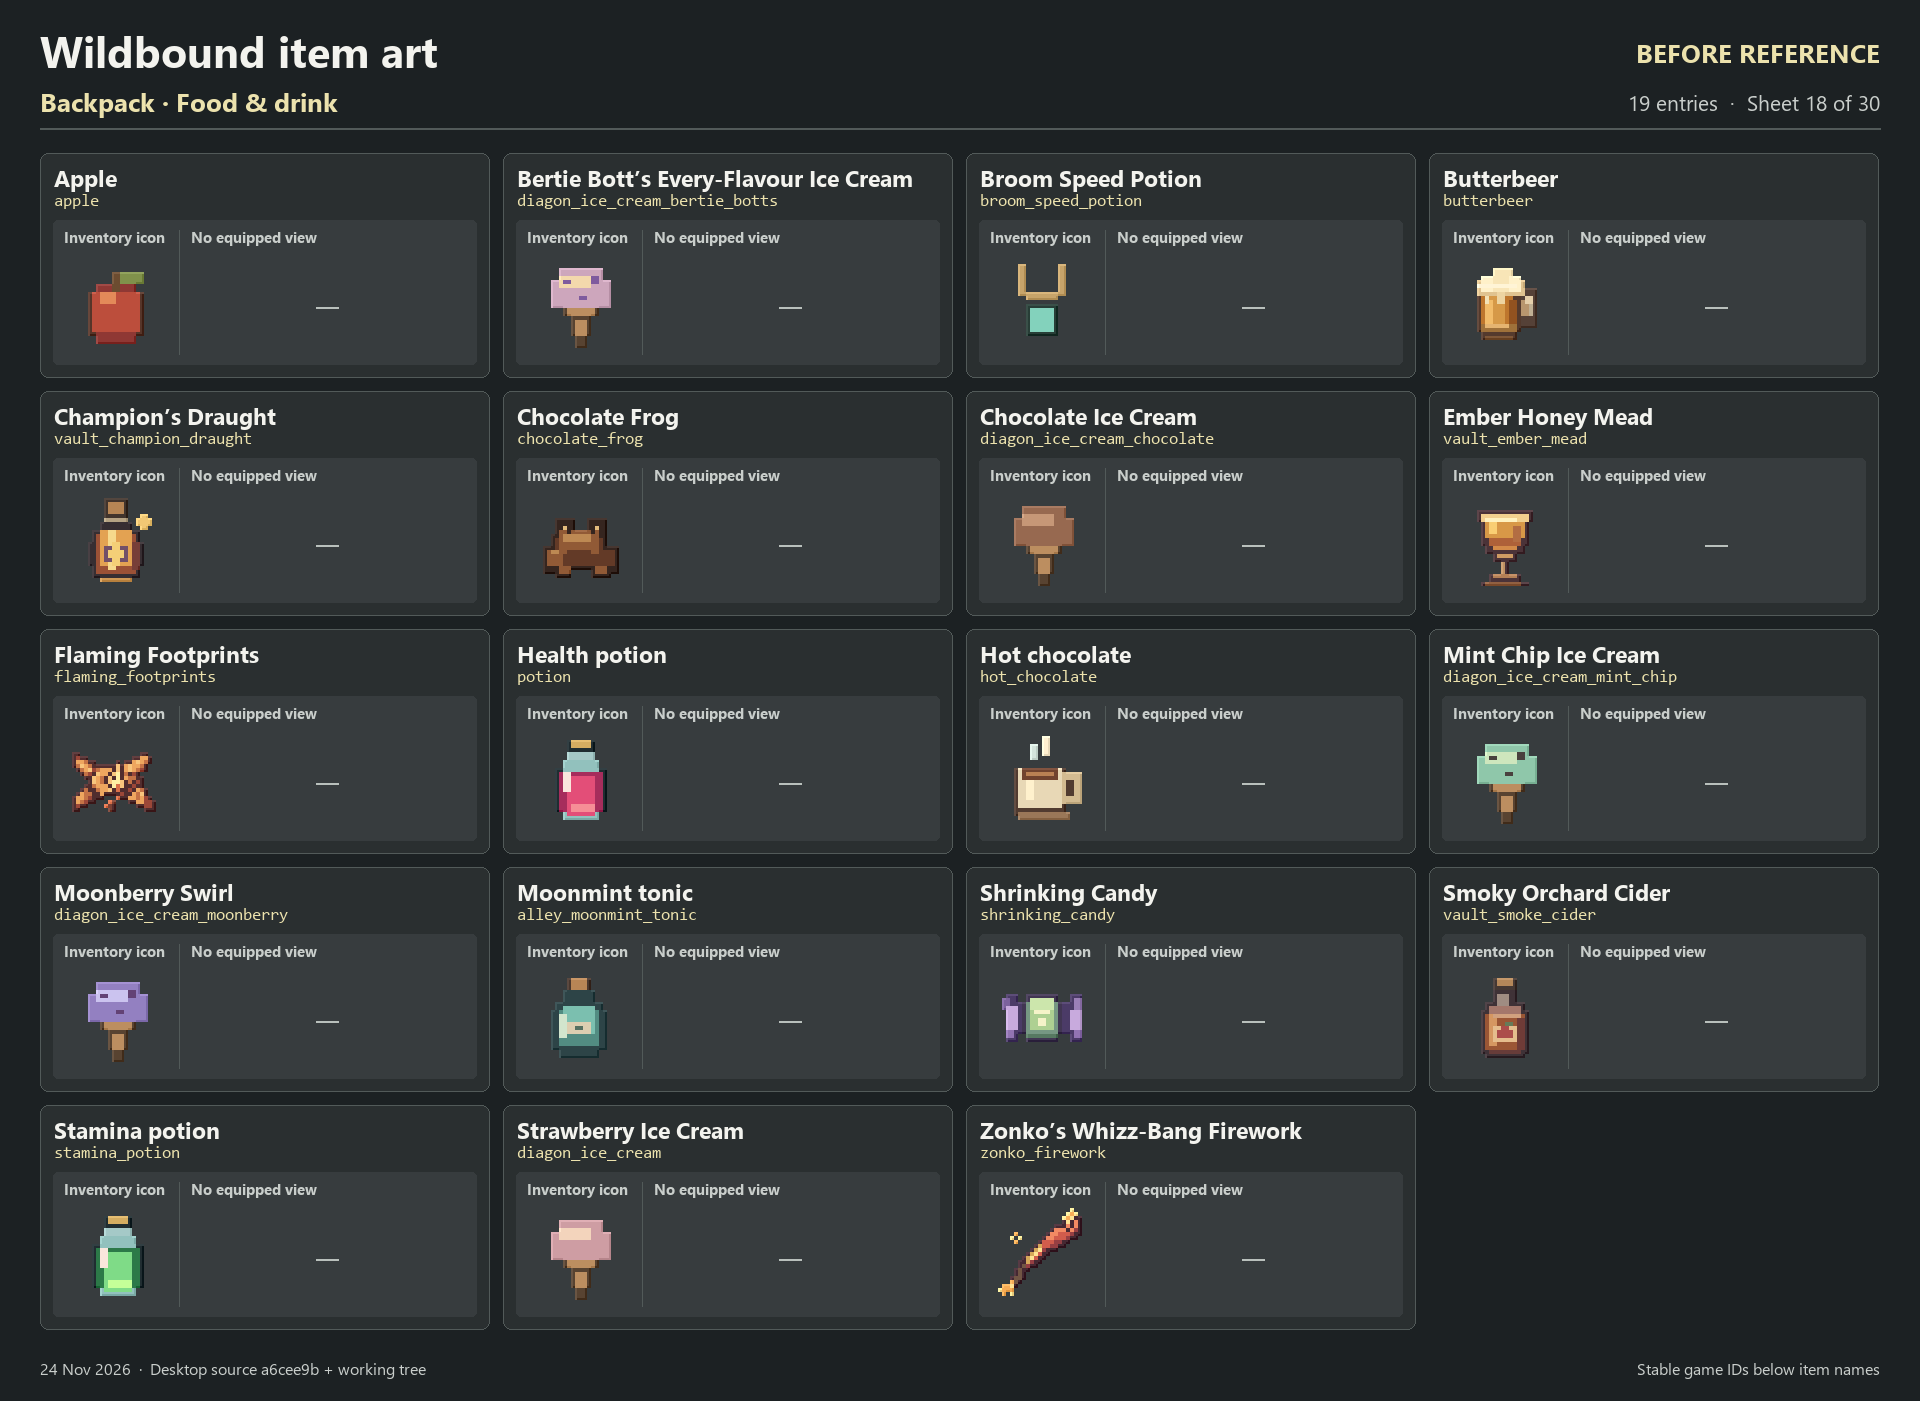 Wildbound item art
BEFORE REFERENCE
Backpack · Food & drink
19 entries · Sheet 18 of 30
Apple
apple
Inventory icon
No equipped view
—
Bertie Bott’s Every-Flavour Ice Cream
diagon_ice_cream_bertie_botts
Inventory icon
No equipped view
—
Broom Speed Potion
broom_speed_potion
Inventory icon
No equipped view
—
Butterbeer
butterbeer
Inventory icon
No equipped view
—
Champion’s Draught
vault_champion_draught
Inventory icon
No equipped view
—
Chocolate Frog
chocolate_frog
Inventory icon
No equipped view
—
Chocolate Ice Cream
diagon_ice_cream_chocolate
Inventory icon
No equipped view
—
Ember Honey Mead
vault_ember_mead
Inventory icon
No equipped view
—
Flaming Footprints
flaming_footprints
Inventory icon
No equipped view
—
Health potion
potion
Inventory icon
No equipped view
—
Hot chocolate
hot_chocolate
Inventory icon
No equipped view
—
Mint Chip Ice Cream
diagon_ice_cream_mint_chip
Inventory icon
No equipped view
—
Moonberry Swirl
diagon_ice_cream_moonberry
Inventory icon
No equipped view
—
Moonmint tonic
alley_moonmint_tonic
Inventory icon
No equipped view
—
Shrinking Candy
shrinking_candy
Inventory icon
No equipped view
—
Smoky Orchard Cider
vault_smoke_cider
Inventory icon
No equipped view
—
Stamina potion
stamina_potion
Inventory icon
No equipped view
—
Strawberry Ice Cream
diagon_ice_cream
Inventory icon
No equipped view
—
Zonko’s Whizz-Bang Firework
zonko_firework
Inventory icon
No equipped view
—
24 Nov 2026 · Desktop source a6cee9b + working tree
Stable game IDs below item names